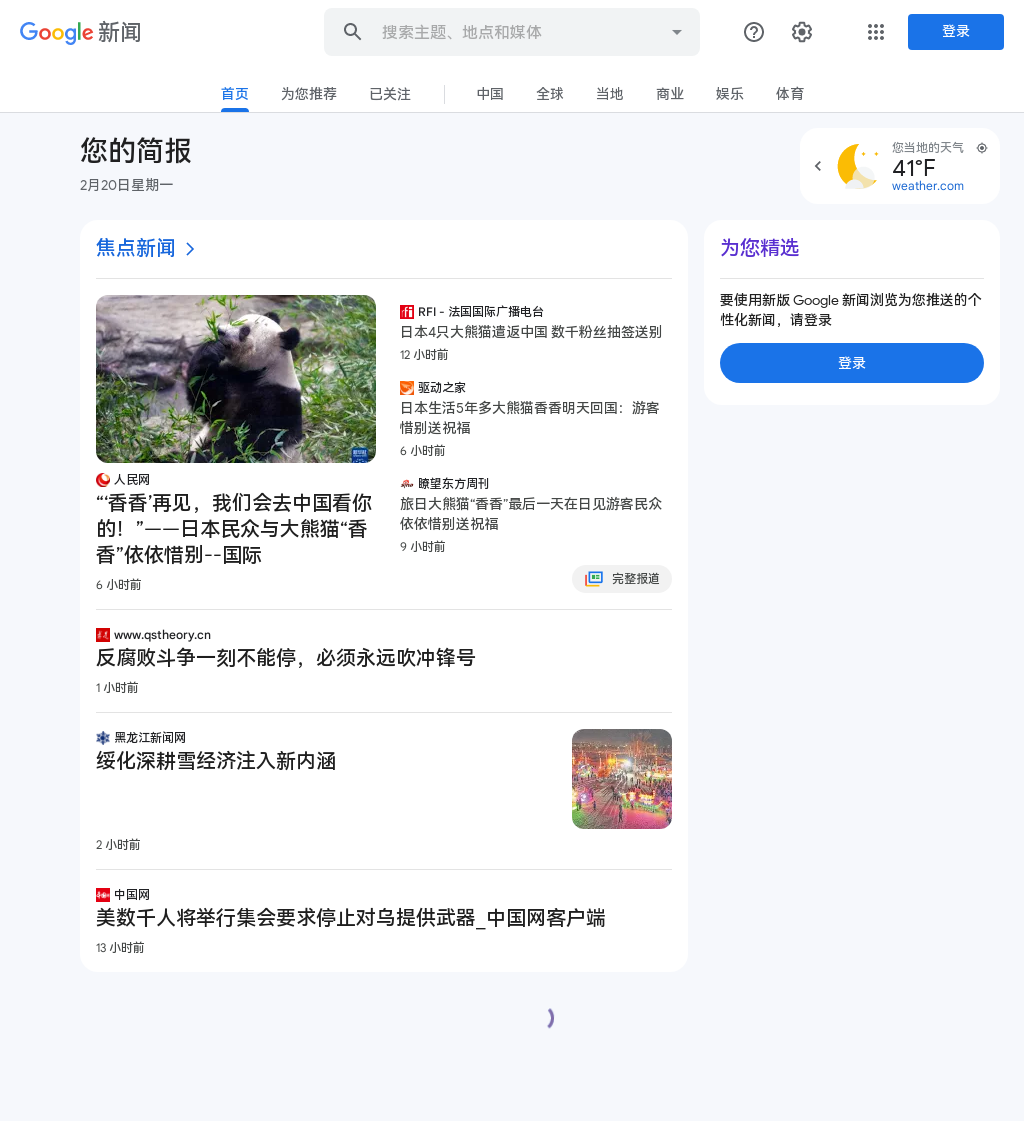 Google 新闻
搜索主题、地点和媒体
登录
首页
为您推荐
已关注
中国
全球
当地
商业
娱乐
体育
您的简报
2月20日星期一
您当地的天气
41°F
weather.com
焦点新闻
人民网
“‘香香’再见，我们会去中国看你
的！”——日本民众与大熊猫“香
香”依依惜别--国际
6 小时前
RFI - 法国国际广播电台
日本4只大熊猫遣返中国 数千粉丝抽签送别
12 小时前
驱动之家
日本生活5年多大熊猫香香明天回国：游客
惜别送祝福
6 小时前
瞭望东方周刊
旅日大熊猫“香香”最后一天在日见游客民众
依依惜别送祝福
9 小时前
完整报道
www.qstheory.cn
反腐败斗争一刻不能停，必须永远吹冲锋号
1 小时前
黑龙江新闻网
绥化深耕雪经济注入新内涵
2 小时前
中国网
美数千人将举行集会要求停止对乌提供武器_中国网客户端
13 小时前
为您精选
要使用新版 Google 新闻浏览为您推送的个
性化新闻，请登录
登录